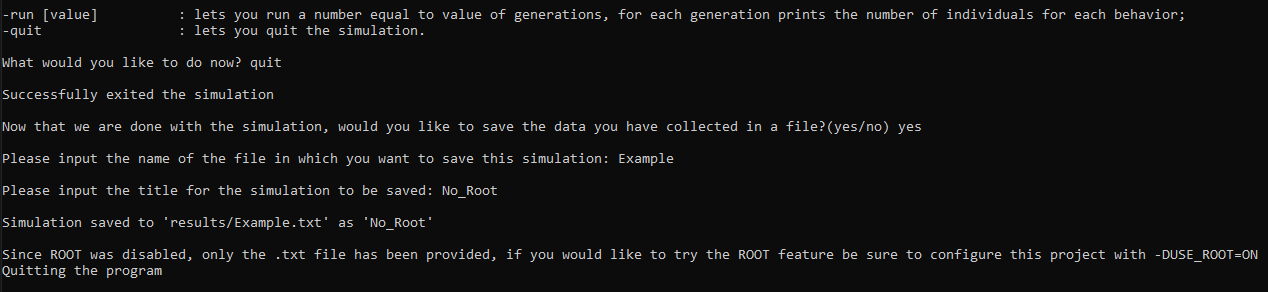 -run [value]          : lets you run a number equal to value of generations, for each generation prints the number of individuals for each behavior;
-quit                 : lets you quit the simulation.
What would you like to do now? quit
Successfully exited the simulation
Now that we are done with the simulation, would you like to save the data you have collected in a file?(yes/no) yes
Please input the name of the file in which you want to save this simulation: Example
Please input the title for the simulation to be saved: No_Root
Simulation saved to 'results/Example.txt' as 'No_Root'
Since ROOT was disabled, only the .txt file has been provided, if you would like to try the ROOT feature be sure to configure this project with -DUSE_ROOT=ON
Quitting the program